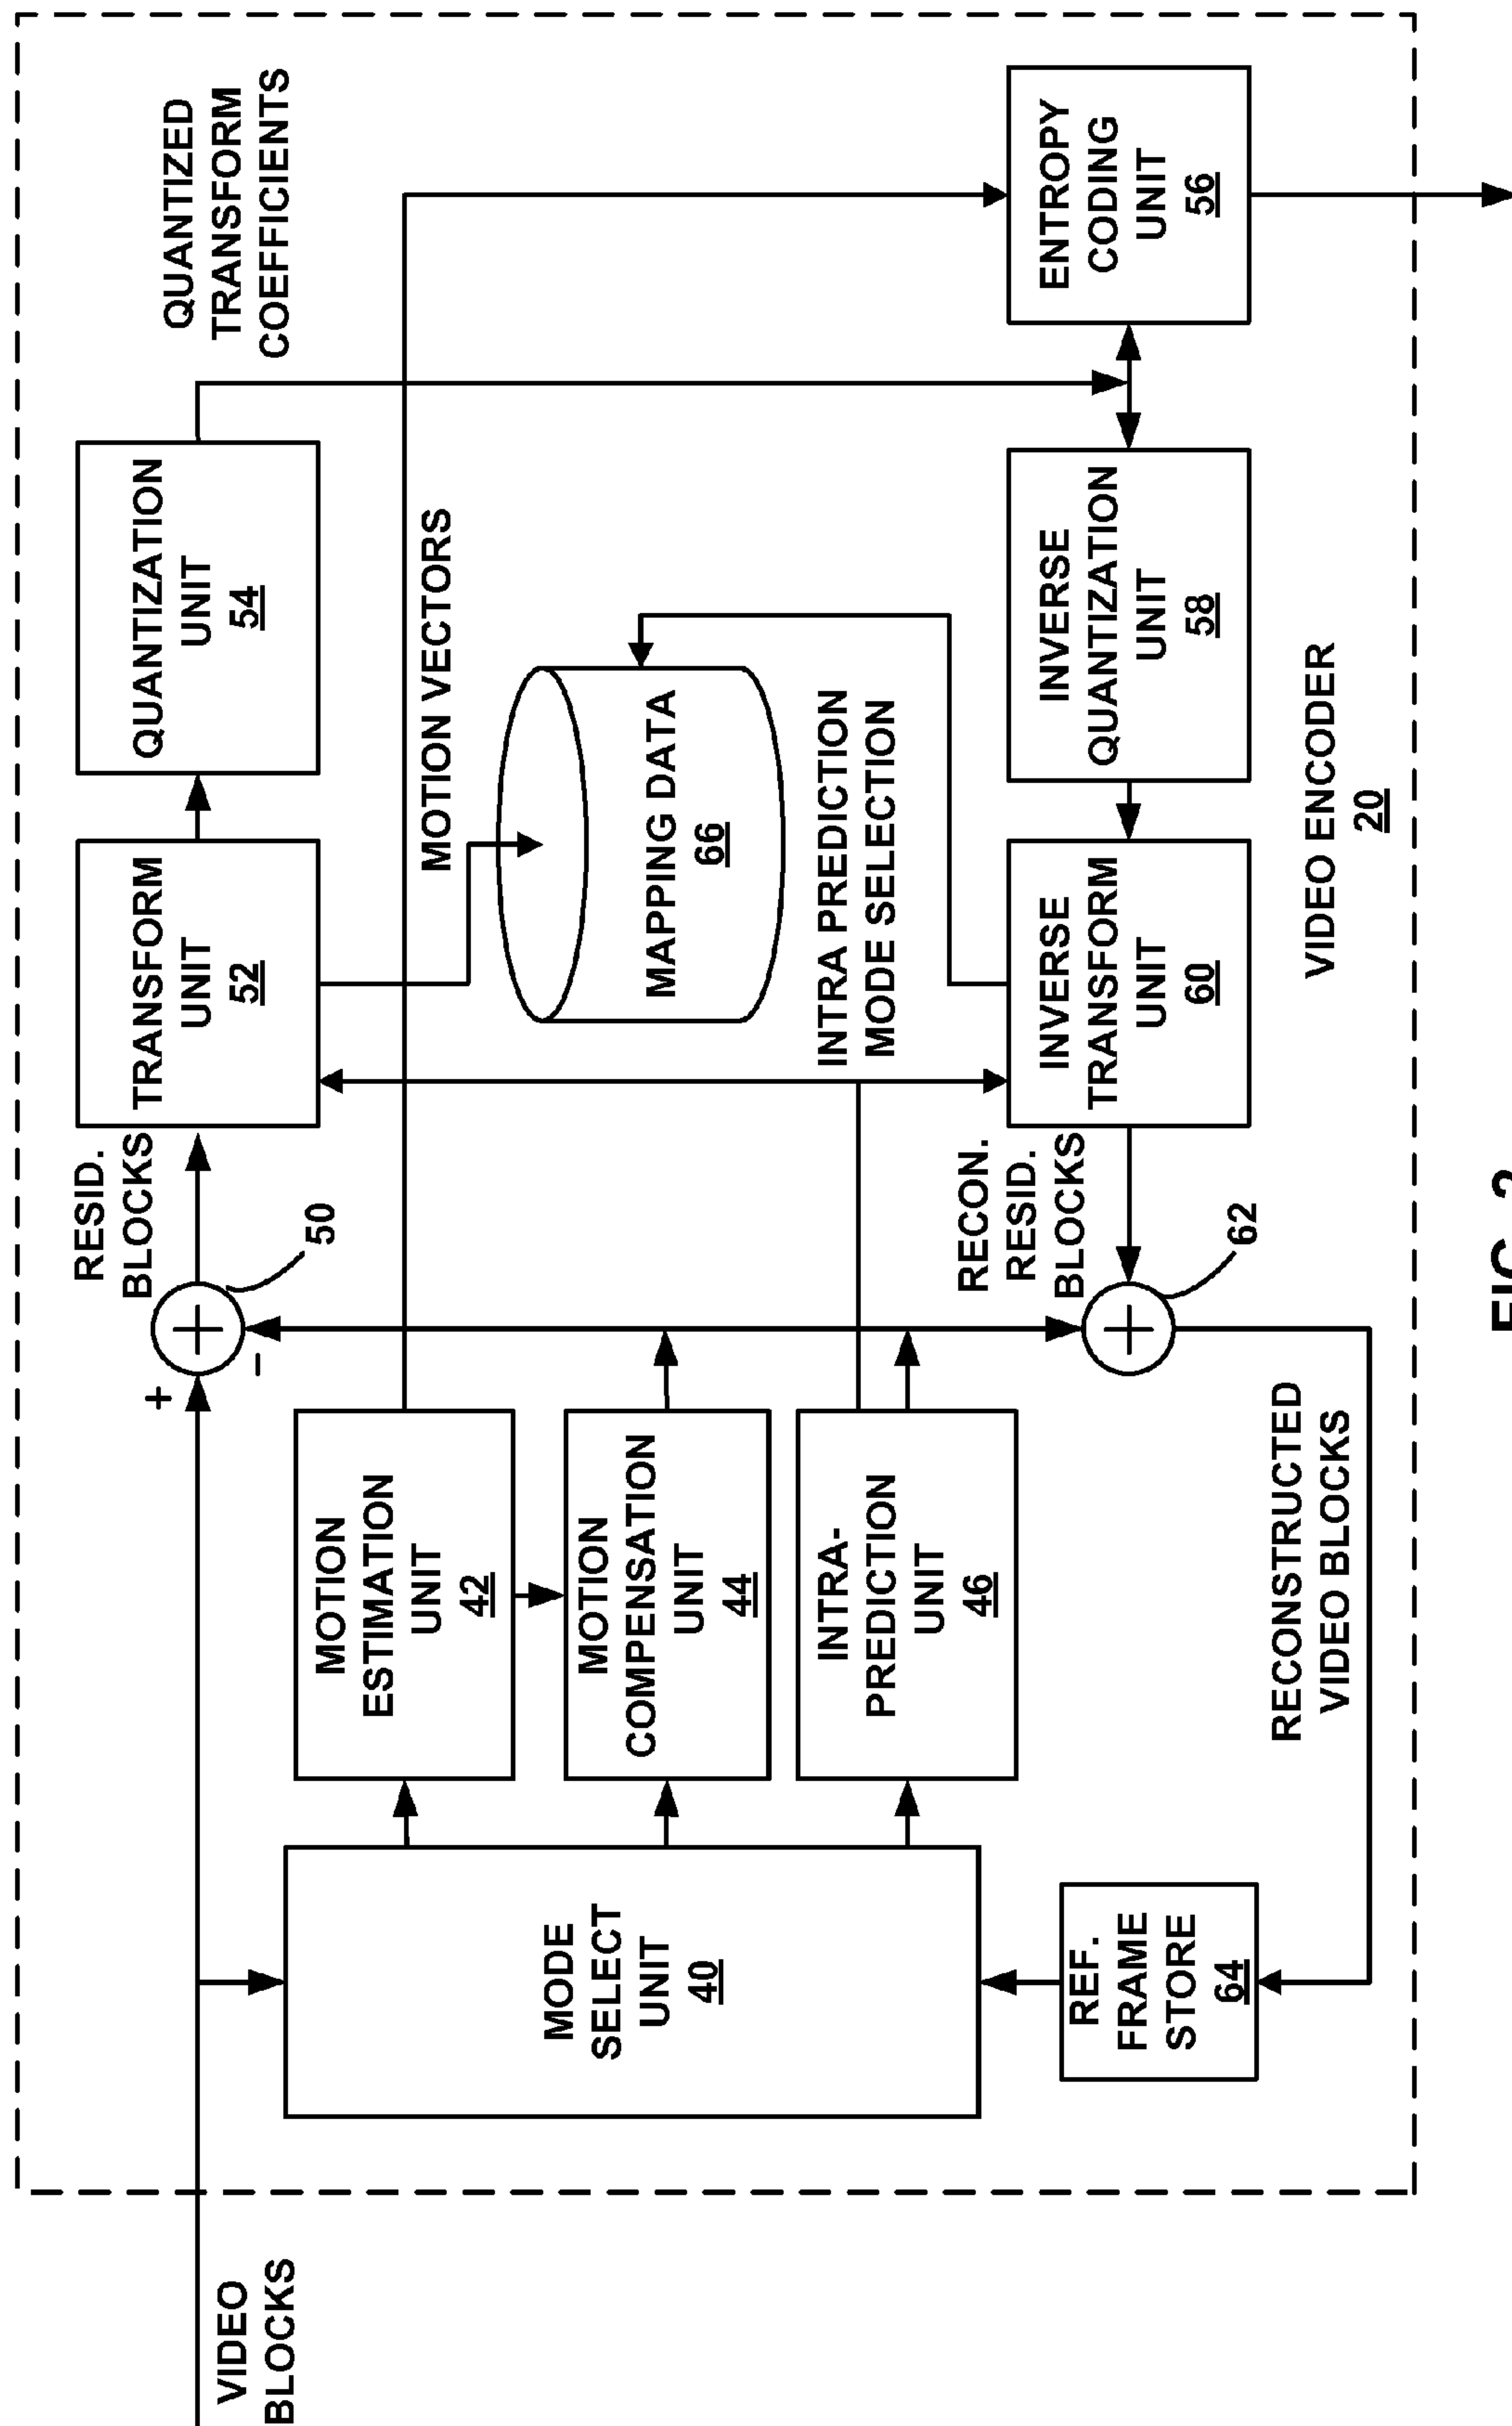 VIDEO
BLOCKS
MODE
SELECT
UNIT
40
REF.
FRAME
STORE
64
MOTION
ESTIMATION
UNIT
42
MOTION
COMPENSATION
UNIT
44
INTRA-
PREDICTION
UNIT
46
RECONSTRUCTED
VIDEO BLOCKS
+
-
50
RESID.
BLOCKS
TRANSFORM
UNIT
52
QUANTIZATION
UNIT
54
QUANTIZED
TRANSFORM
COEFFICIENTS
MOTION VECTORS
MAPPING DATA
66
INTRA PREDICTION
MODE SELECTION
RECON.
RESID.
BLOCKS
62
INVERSE
TRANSFORM
UNIT
60
INVERSE
QUANTIZATION
UNIT
58
ENTROPY
CODING
UNIT
56
VIDEO ENCODER
20